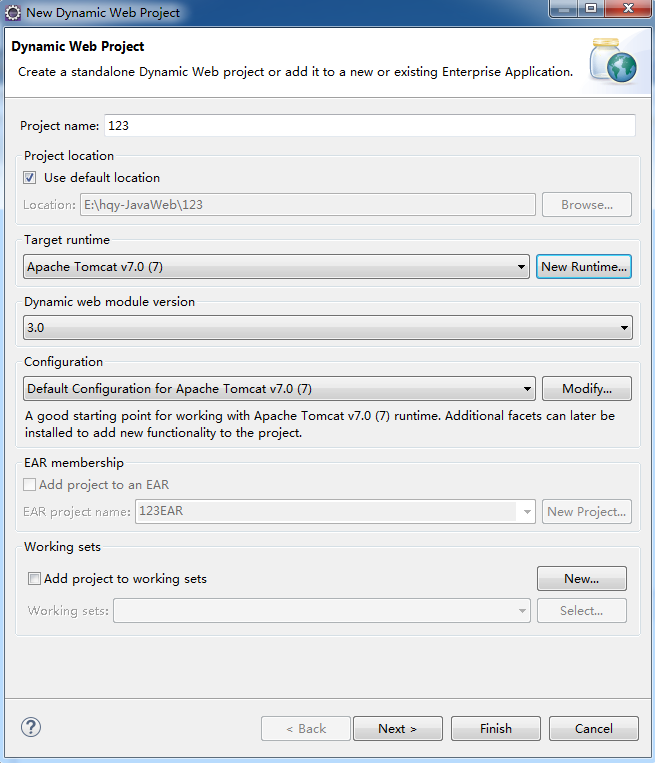 New Dynamic Web Project
Dynamic Web Project
Create a standalone Dynamic Web project or add it to a new or existing Enterprise Application.
Project name: 123
Project location
Use default location
Location: E:\hqy-JavaWeb\123 Browse...
Target runtime
Apache Tomcat v7.0 (7) New Runtime...
Dynamic web module version
3.0
Configuration
Default Configuration for Apache Tomcat v7.0 (7) Modify...
A good starting point for working with Apache Tomcat v7.0 (7) runtime. Additional facets can later be
installed to add new functionality to the project.
EAR membership
Add project to an EAR
EAR project name: 123EAR New Project...
Working sets
Add project to working sets New...
Working sets: Select...
? < Back Next > Finish Cancel